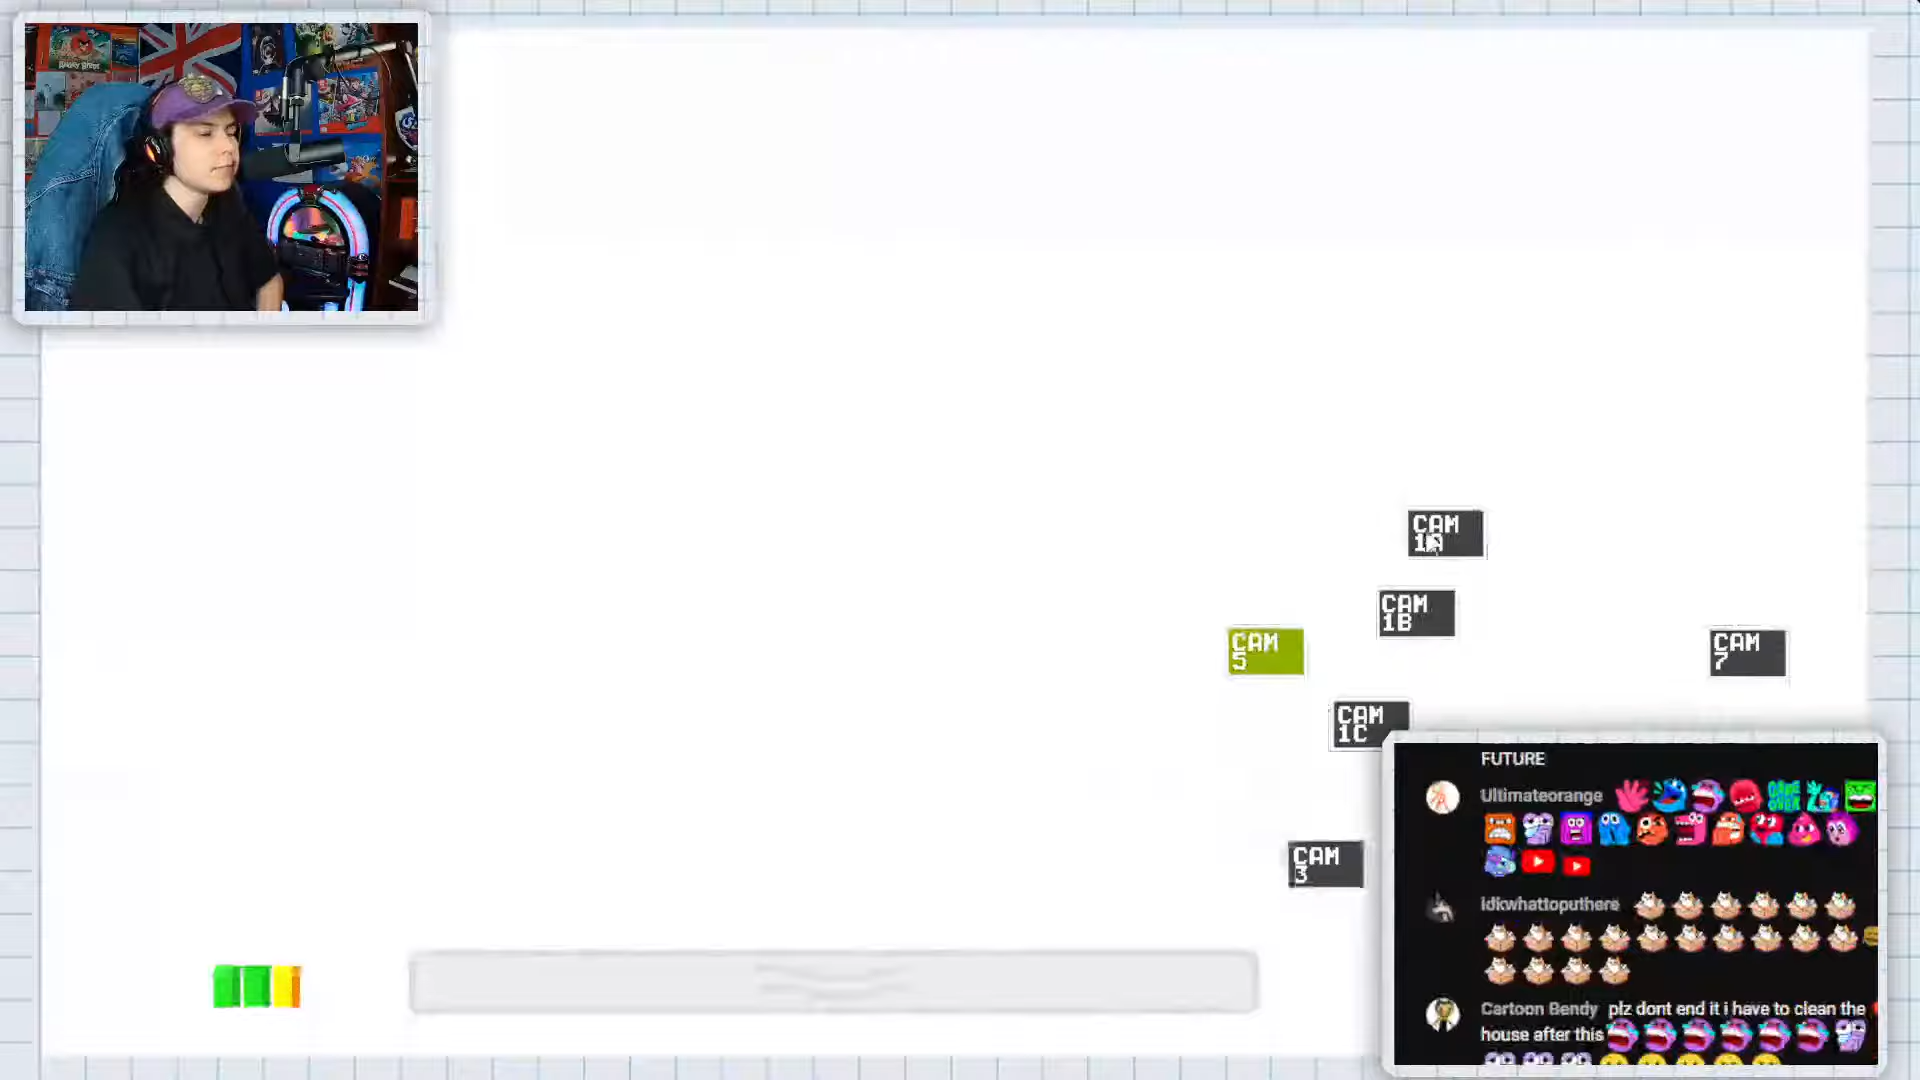 CAM
1A
CAM
1B
CAM
5
CAM
7
CAM
1C
CAM
3
FUTURE
Ultimateorange
idkwhattoputhere
Cartoon Bendy plz dont end it i have to clean the
house after this